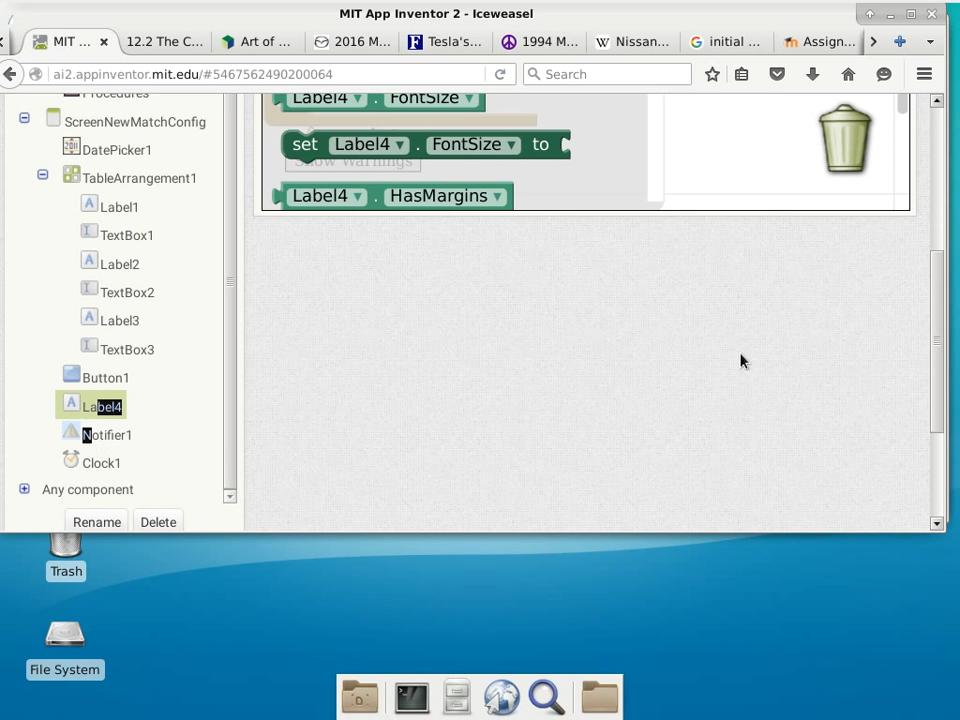 MIT App Inventor 2 - Iceweasel
MIT ...
12.2 The C...
Art of ...
2016 M...
Tesla's...
1994 M...
Nissan...
initial ...
Assign...
ai2.appinventor.mit.edu/#5467562490200064
Search
Procedures
ScreenNewMatchConfig
DatePicker1
TableArrangement1
Label1
TextBox1
Label2
TextBox2
Label3
TextBox3
Button1
Label4
Notifier1
Clock1
Any component
Rename
Delete
Label4 . FontSize
set Label4 . FontSize to
Show Warnings
Label4 . HasMargins
Trash
File System